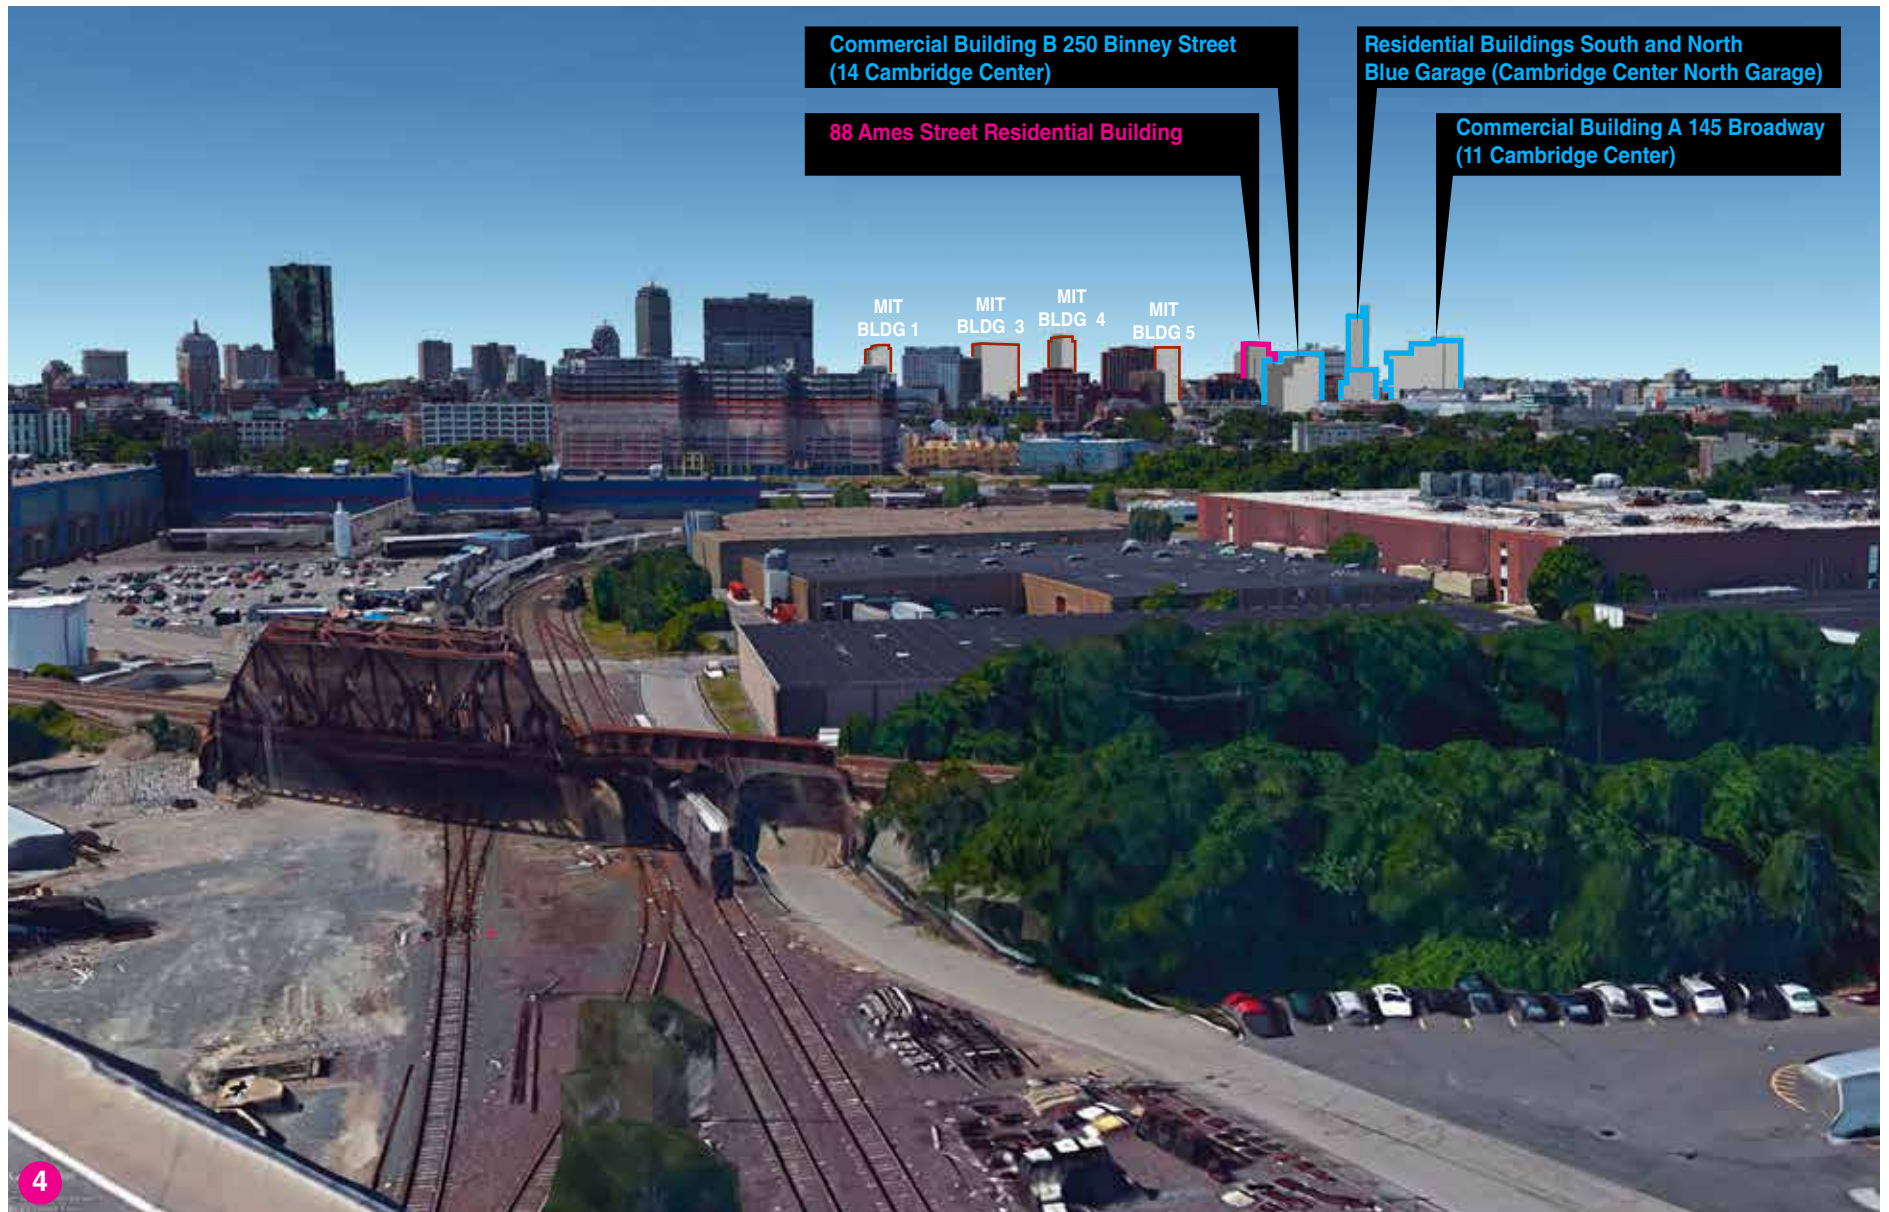 Commercial Building B 250 Binney Street
(14 Cambridge Center)
Residential Buildings South and North
Blue Garage (Cambridge Center North Garage)
88 Ames Street Residential Building
Commercial Building A 145 Broadway
(11 Cambridge Center)
MIT
BLDG 1
MIT
BLDG 3
MIT
BLDG 4
MIT
BLDG 5
4